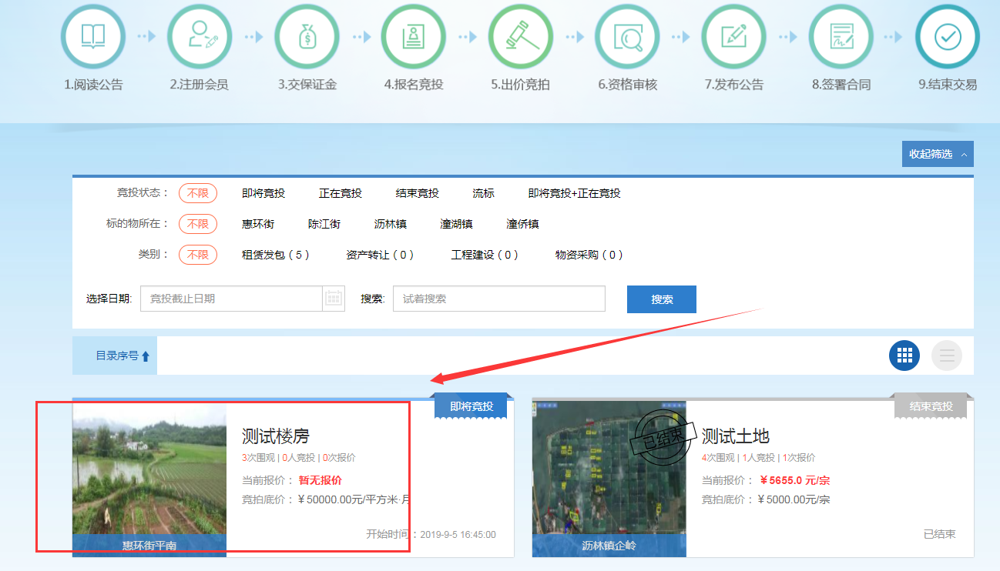 1.阅读公告 2.注册会员 3.交保证金 4.报名竞投 5.出价竞拍 6.资格审核 7.发布公告 8.签署合同 9.结束交易
收起筛选
竞投状态： 不限 即将竞投 正在竞投 结束竞投 流标 即将竞投+正在竞投
标的物所在： 不限 惠环街 陈江街 沥林镇 潼湖镇 潼侨镇
类别： 不限 租赁发包（5） 资产转让（0） 工程建设（0） 物资采购（0）
选择日期: 竞投截止日期 搜索: 试着搜索 搜索
目录序号
即将竞投
测试楼房
3次围观 | 0人竞投 | 0次报价
当前报价： 暂无报价
竞拍底价：￥50000.00元/平方米·月
开始时间：2019-9-5 16:45:00
惠环街平南
结束竞投
已结束
测试土地
4次围观 | 1人竞投 | 1次报价
当前报价： ￥5655.0 元/宗
竞拍底价：￥5000.00元/宗
已结束
沥林镇企岭